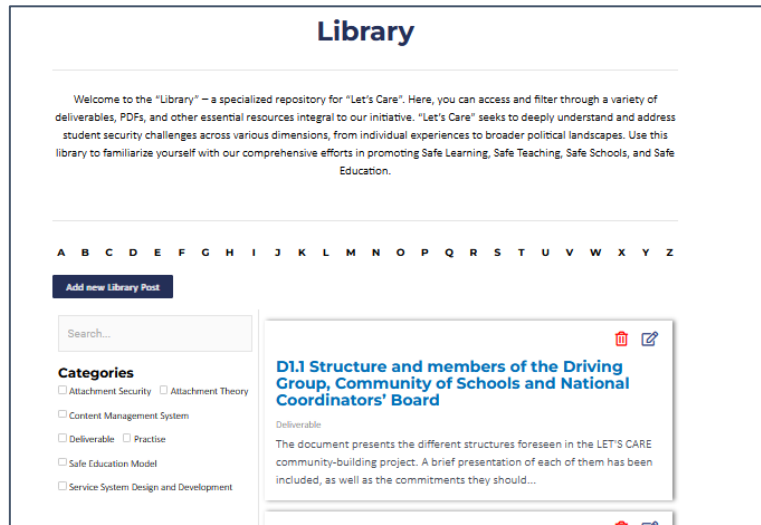 Library
Welcome to the “Library” – a specialized repository for “Let’s Care”. Here, you can access and filter through a variety of
deliverables, PDFs, and other essential resources integral to our initiative. “Let’s Care” seeks to deeply understand and address
student security challenges across various dimensions, from individual experiences to broader political landscapes. Use this
library to familiarize yourself with our comprehensive efforts in promoting Safe Learning, Safe Teaching, Safe Schools, and Safe
Education.
A B C D E F G H I J K L M N O P Q R S T U V W X Y Z
Add new Library Post
Search...
Categories
Attachment Security Attachment Theory
Content Management System
Deliverable Practise
Safe Education Model
Service System Design and Development
D1.1 Structure and members of the Driving
Group, Community of Schools and National
Coordinators’ Board
Deliverable
The document presents the different structures foreseen in the LET’S CARE
community-building project. A brief presentation of each of them has been
included, as well as the commitments they should...